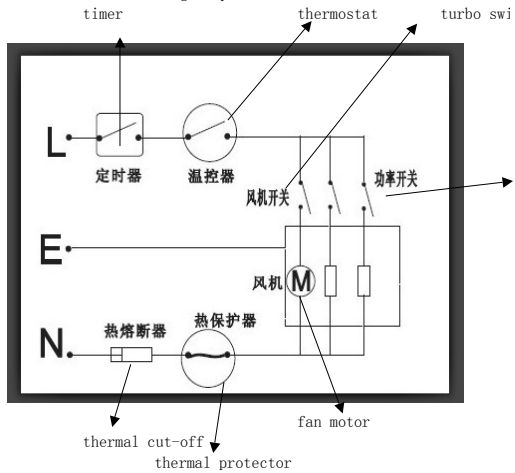 timer
thermostat
turbo swi
L
定时器
温控器
风机开关
功率开关
E
风机
M
N
热熔断器
热保护器
fan motor
thermal cut-off
thermal protector